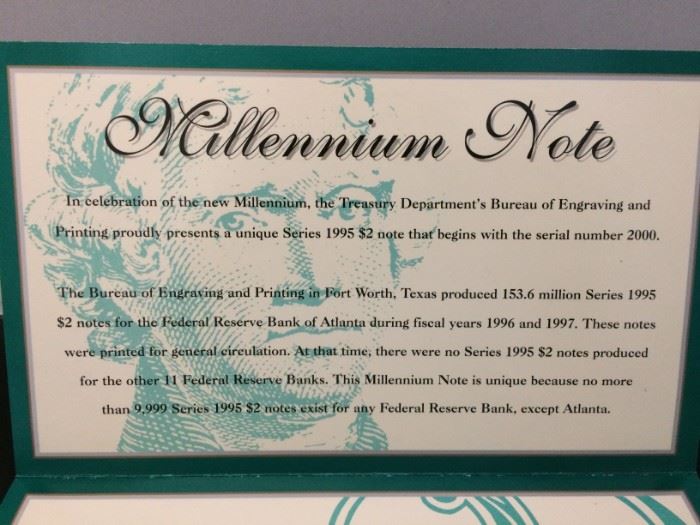 Millennium Note
In celebration of the new Millennium, the Treasury Department's Bureau of Engraving and
Printing proudly presents a unique Series 1995 $2 note that begins with the serial number 2000.
The Bureau of Engraving and Printing in Fort Worth, Texas produced 153.6 million Series 1995
$2 notes for the Federal Reserve Bank of Atlanta during fiscal years 1996 and 1997. These notes
were printed for general circulation. At that time, there were no Series 1995 $2 notes produced
for the other 11 Federal Reserve Banks. This Millennium Note is unique because no more
than 9,999 Series 1995 $2 notes exist for any Federal Reserve Bank, except Atlanta.